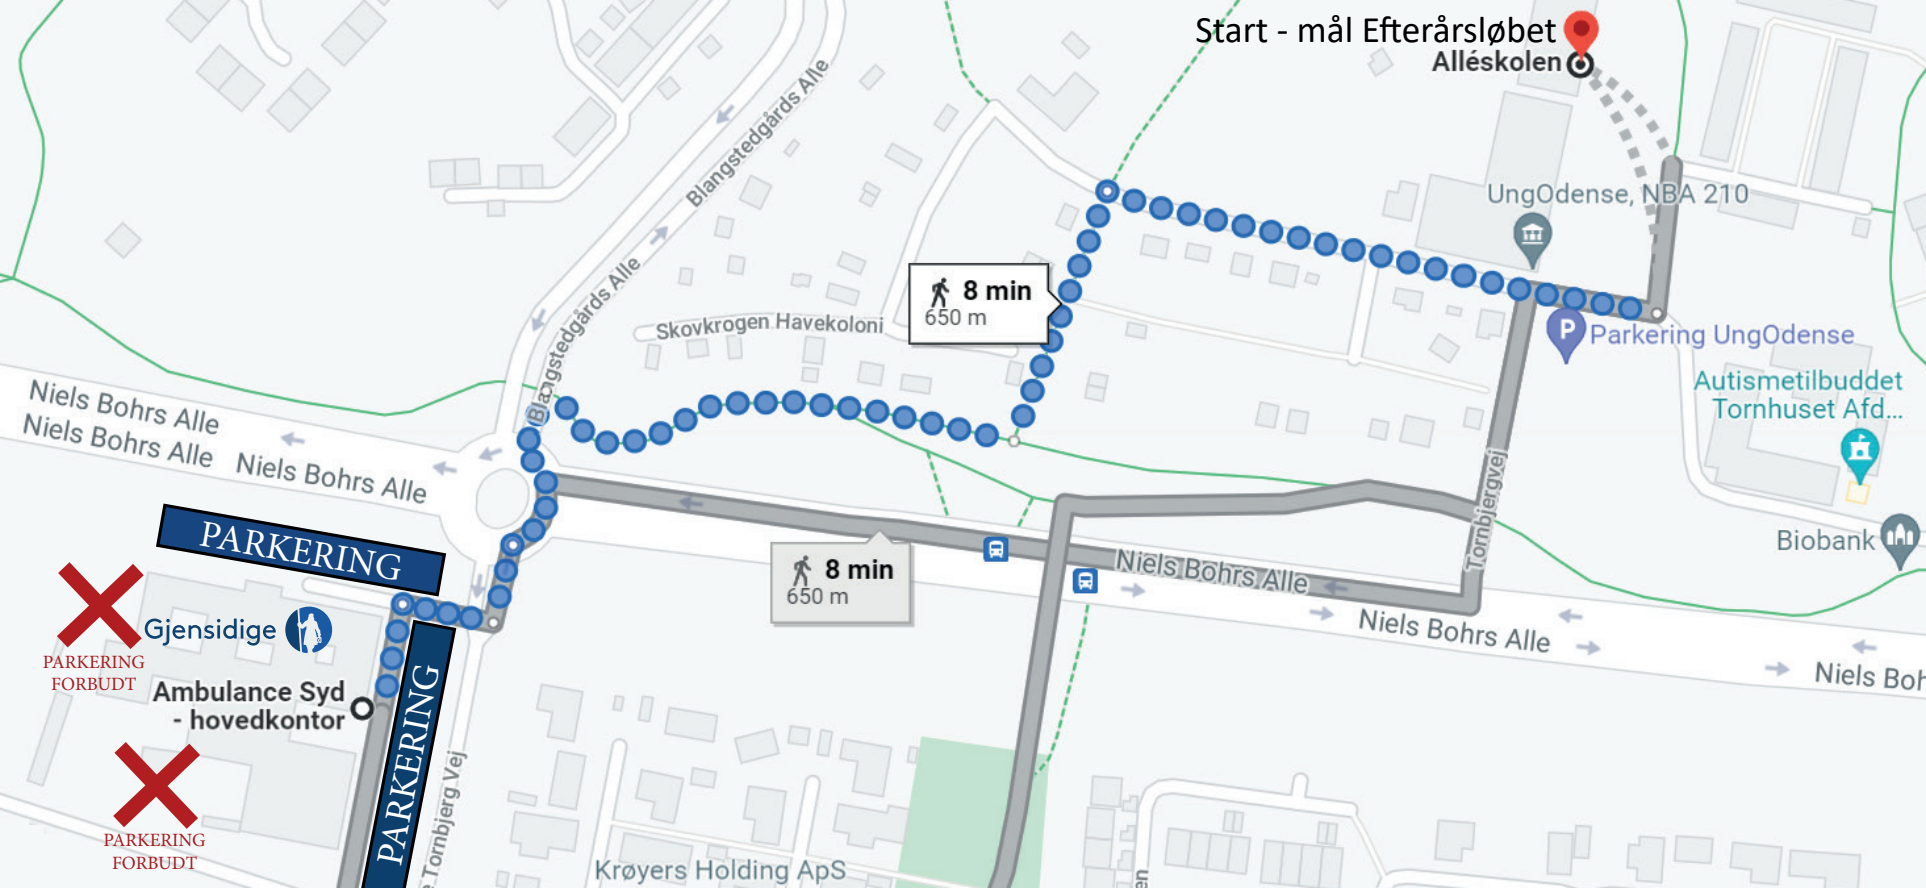 Start - mål Efterårsløbet
Alléskolen
Blangstedgårds Alle
UngOdense, NBA 210
Blangstedgårds Alle
8 min
650 m
Skovkrogen Havekoloni
Parkering UngOdense
Autismetilbuddet
Tornhuset Afd...
Niels Bohrs Alle
Niels Bohrs Alle
Niels Bohrs Alle
Tornbjergvej
Biobank
PARKERING
8 min
650 m
Niels Bohrs Alle
Niels Bohrs Alle
Niels Boh
Gjensidige
PARKERING
FORBUDT
Ambulance Syd
- hovedkontor
PARKERING
e Tornbjerg Vej
PARKERING
FORBUDT
Krøyers Holding ApS
en